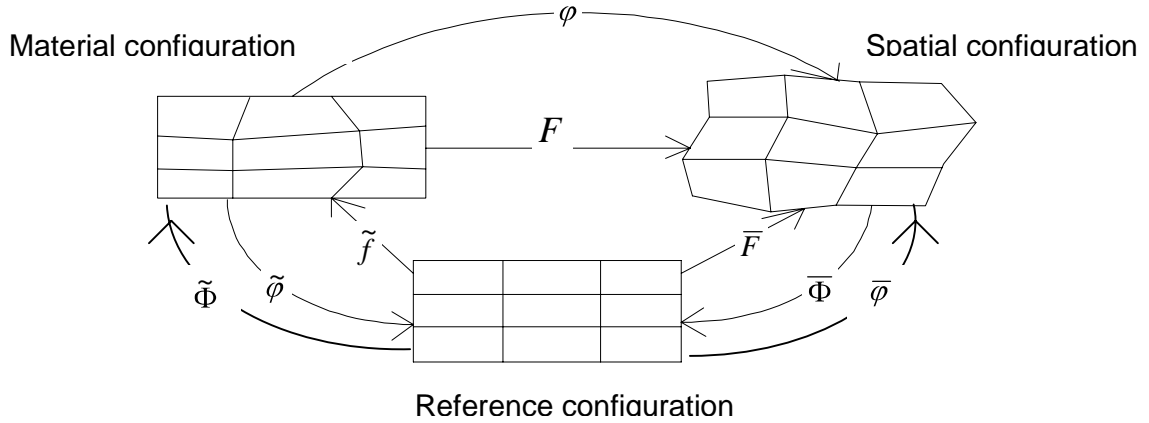 φ
Material configuration
Spatial configuration
F
f̃
F̅
Φ̃
φ̃
Φ̅
φ̅
Reference configuration